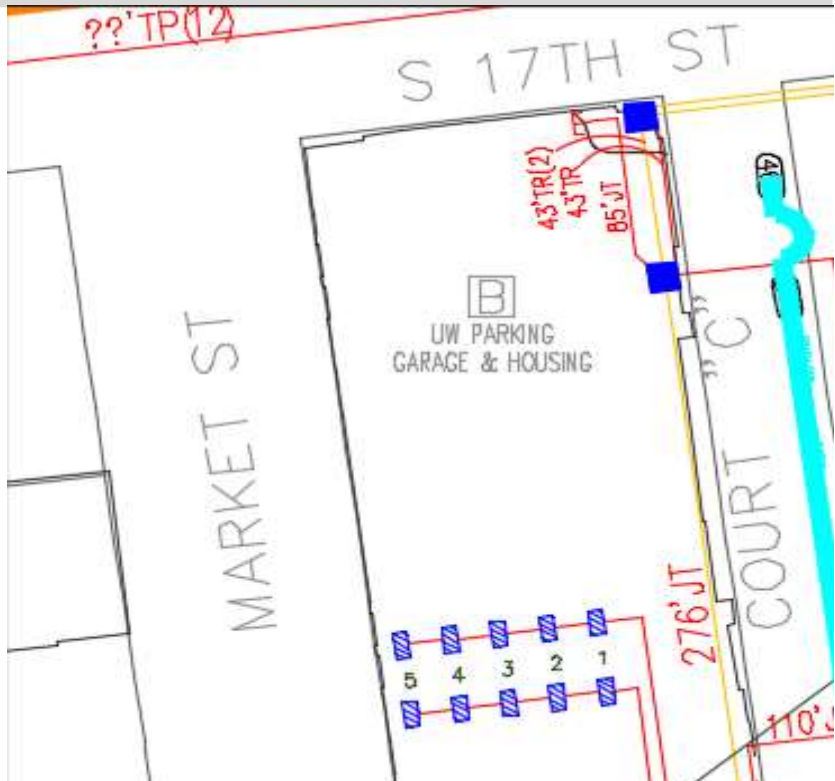 ??'TP(12)
S 17TH ST
43'TR(2)
43'TR
85'JT
B
UW PARKING
GARAGE & HOUSING
MARKET ST
COURT "C"
276'JT
5 4 3 2 1
110'J